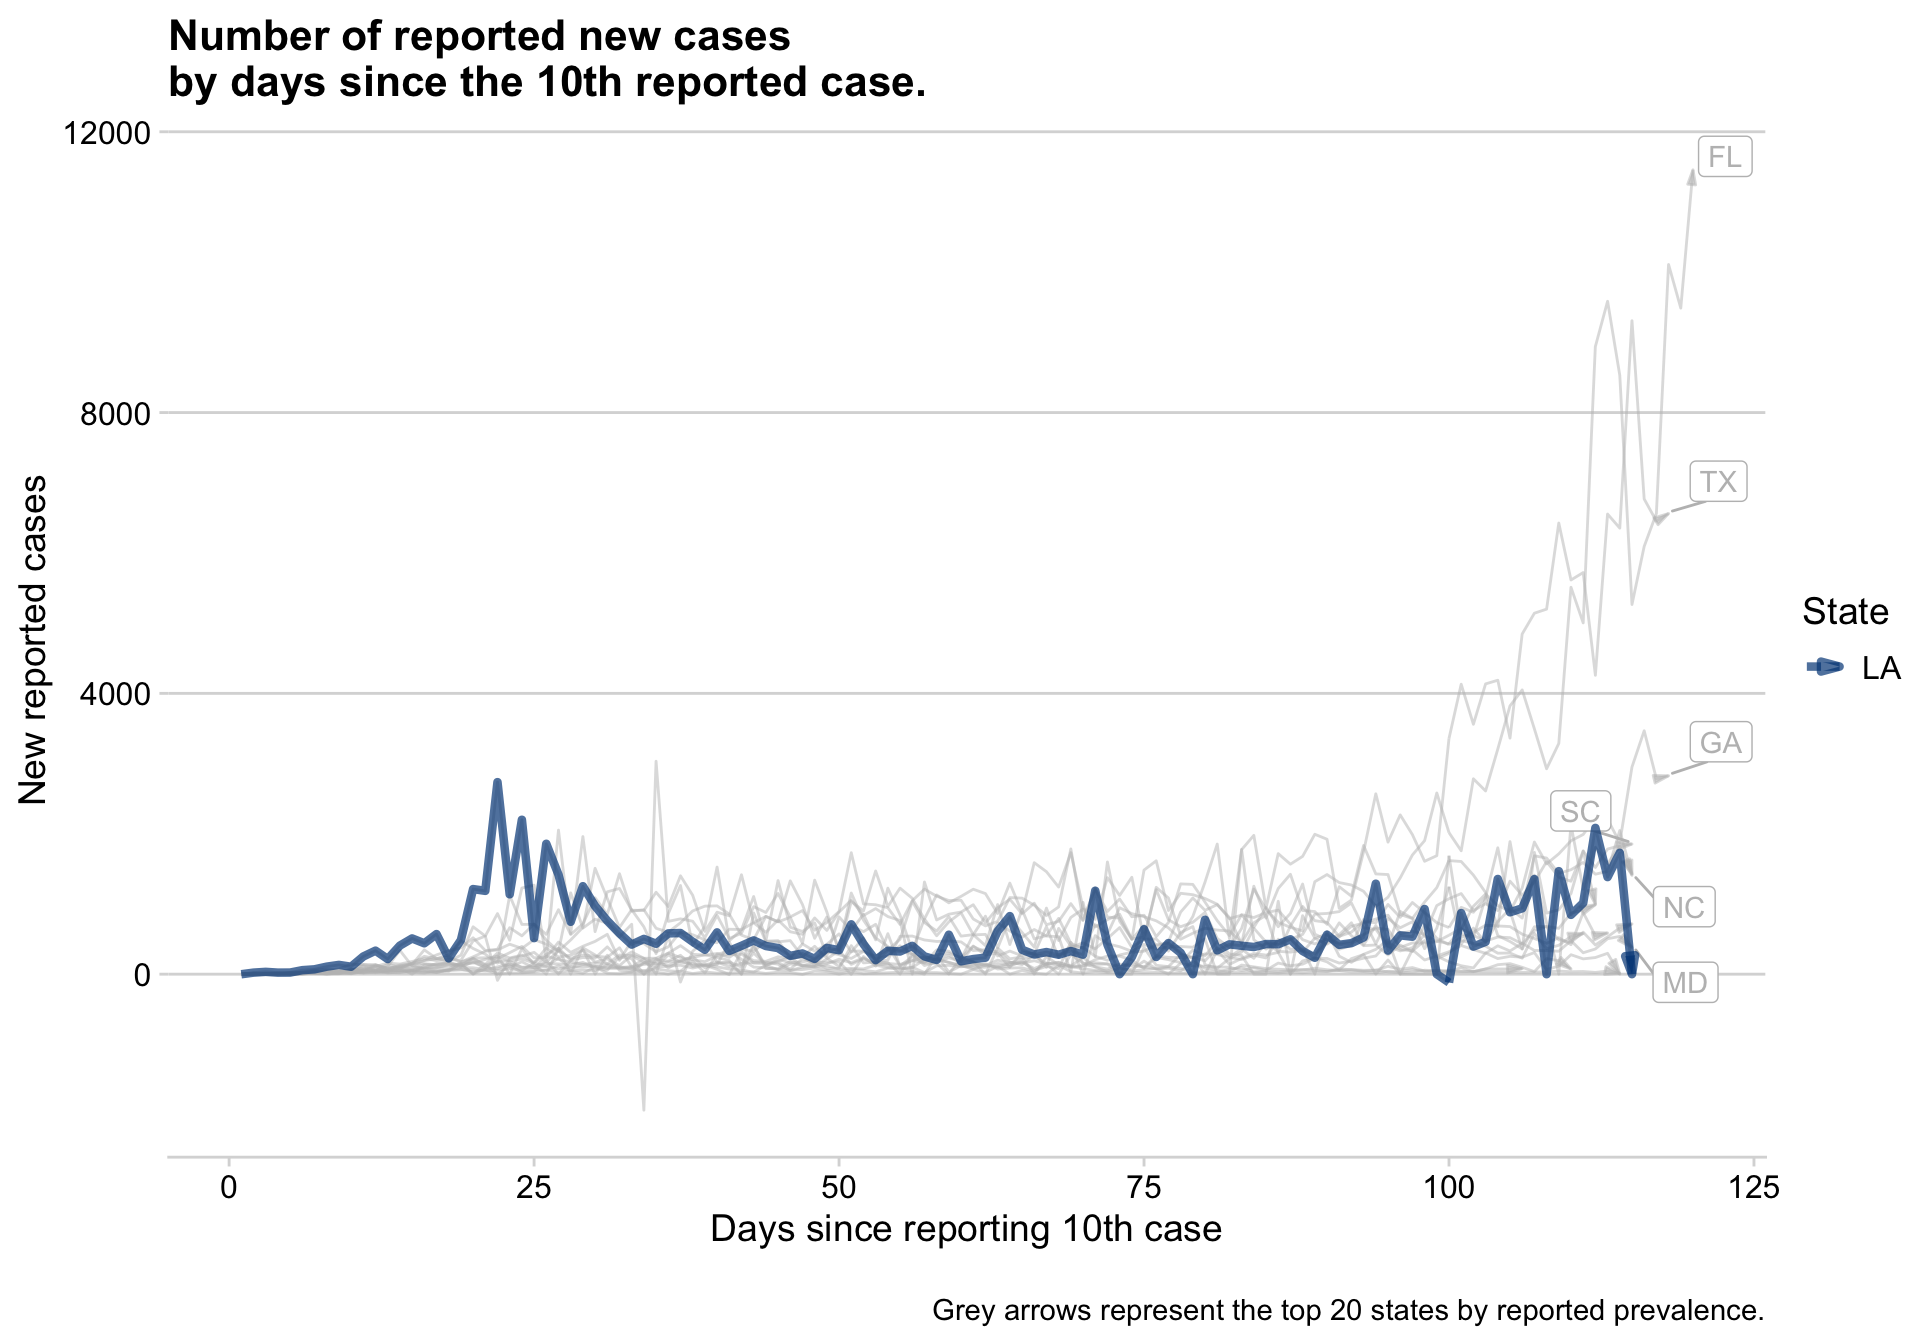 Number of reported new cases
by days since the 10th reported case.
New reported cases
12000
8000
4000
0
FL
TX
GA
SC
NC
MD
State
LA
0 25 50 75 100 125
Days since reporting 10th case
Grey arrows represent the top 20 states by reported prevalence.